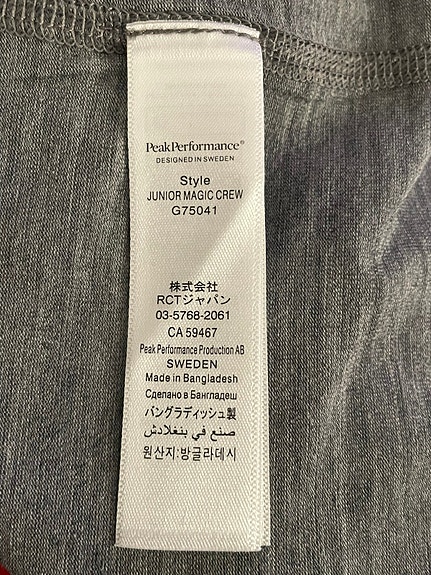 PeakPerformance®
DESIGNED IN SWEDEN
Style
JUNIOR MAGIC CREW
G75041
株式会社
RCTジャパン
03-5768-2061
CA 59467
Peak Performance Production AB
SWEDEN
Made in Bangladesh
Сделано в Бангладеш
バングラディッシュ製
صنع في بنغلادش
원산지:방글라데시